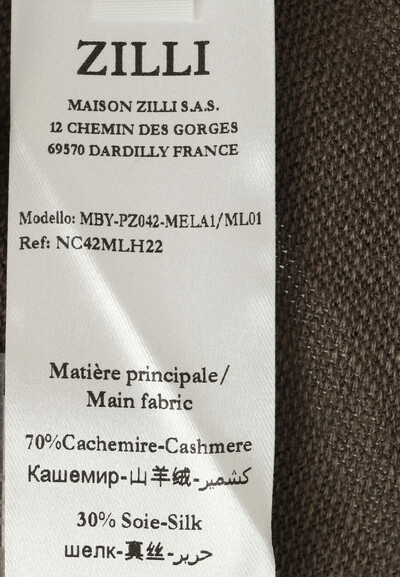 ZILLI
MAISON ZILLI S.A.S.
12 CHEMIN DES GORGES
69570 DARDILLY FRANCE
Modello: MBY-PZ042-MELA1/ML01
Ref: NC42MLH22
Matière principale/
Main fabric
70%Cachemire-Cashmere
Кашемир-山羊绒-كشمير
30% Soie-Silk
шелк-真丝-حرير